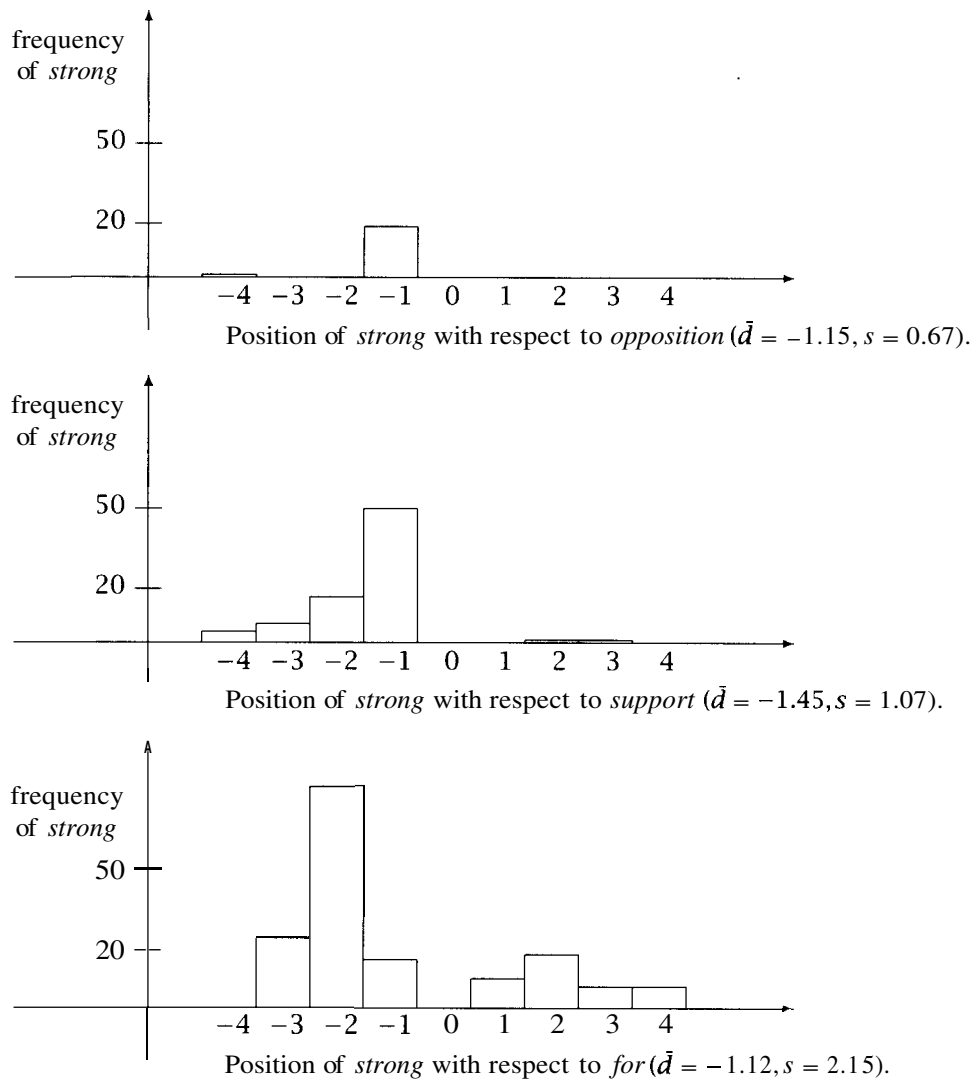 frequency
of strong
50
20
−4 −3 −2 −1 0 1 2 3 4
Position of strong with respect to opposition (d̄ = −1.15, s = 0.67).
frequency
of strong
50
20
−4 −3 −2 −1 0 1 2 3 4
Position of strong with respect to support (d̄ = −1.45, s = 1.07).
frequency
of strong
50
20
−4 −3 −2 −1 0 1 2 3 4
Position of strong with respect to for (d̄ = −1.12, s = 2.15).